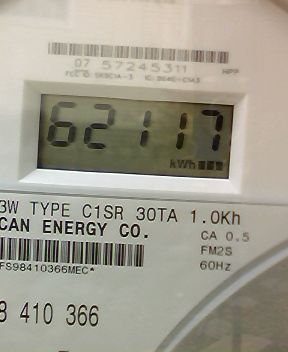 07 57245311
62117
kWh
3W TYPE C1SR 30TA 1.0Kh
CAN ENERGY CO.
CA 0.5
FM2S
60Hz
FS98410366MEC*
8 410 366